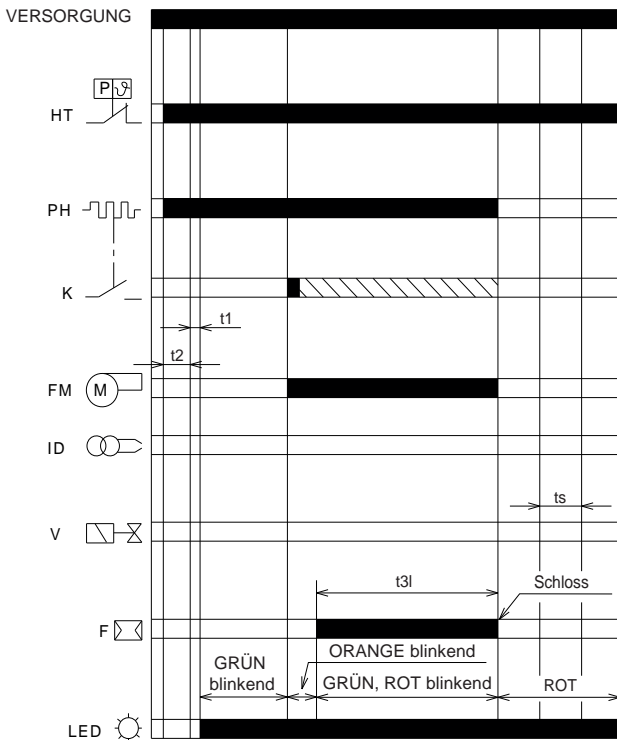 VERSORGUNG
P ϑ
HT
PH
K
t1
t2
FM M
ID
ts
V
t3l
Schloss
F
GRÜN
blinkend
ORANGE blinkend
GRÜN, ROT blinkend
ROT
LED